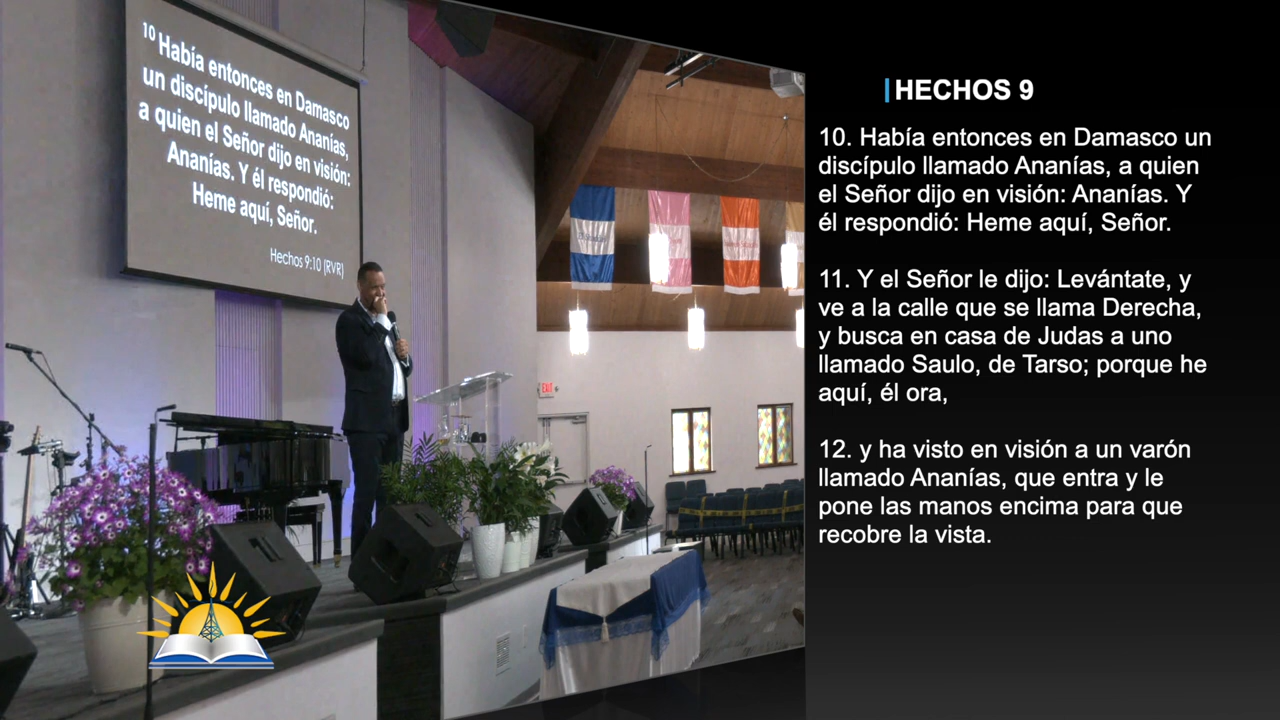 10 Había entonces en Damasco
un discípulo llamado Ananías,
a quien el Señor dijo en visión:
Ananías. Y él respondió:
Heme aquí, Señor.
Hechos 9:10 (RVR)
EXIT
HECHOS 9
10. Había entonces en Damasco un
discípulo llamado Ananías, a quien
el Señor dijo en visión: Ananías. Y
él respondió: Heme aquí, Señor.
11. Y el Señor le dijo: Levántate, y
ve a la calle que se llama Derecha,
y busca en casa de Judas a uno
llamado Saulo, de Tarso; porque he
aquí, él ora,
12. y ha visto en visión a un varón
llamado Ananías, que entra y le
pone las manos encima para que
recobre la vista.